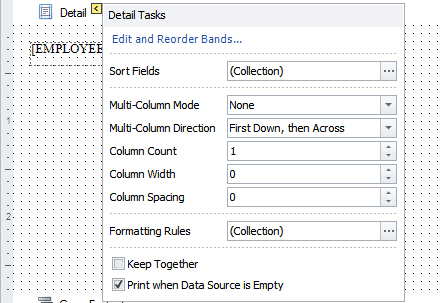 Detail
Detail Tasks
Edit and Reorder Bands...
[EMPLOYEE
Sort Fields (Collection) ...
1
Multi-Column Mode None
Multi-Column Direction First Down, then Across
Column Count 1
Column Width 0
Column Spacing 0
2
Formatting Rules (Collection) ...
Keep Together
Print when Data Source is Empty